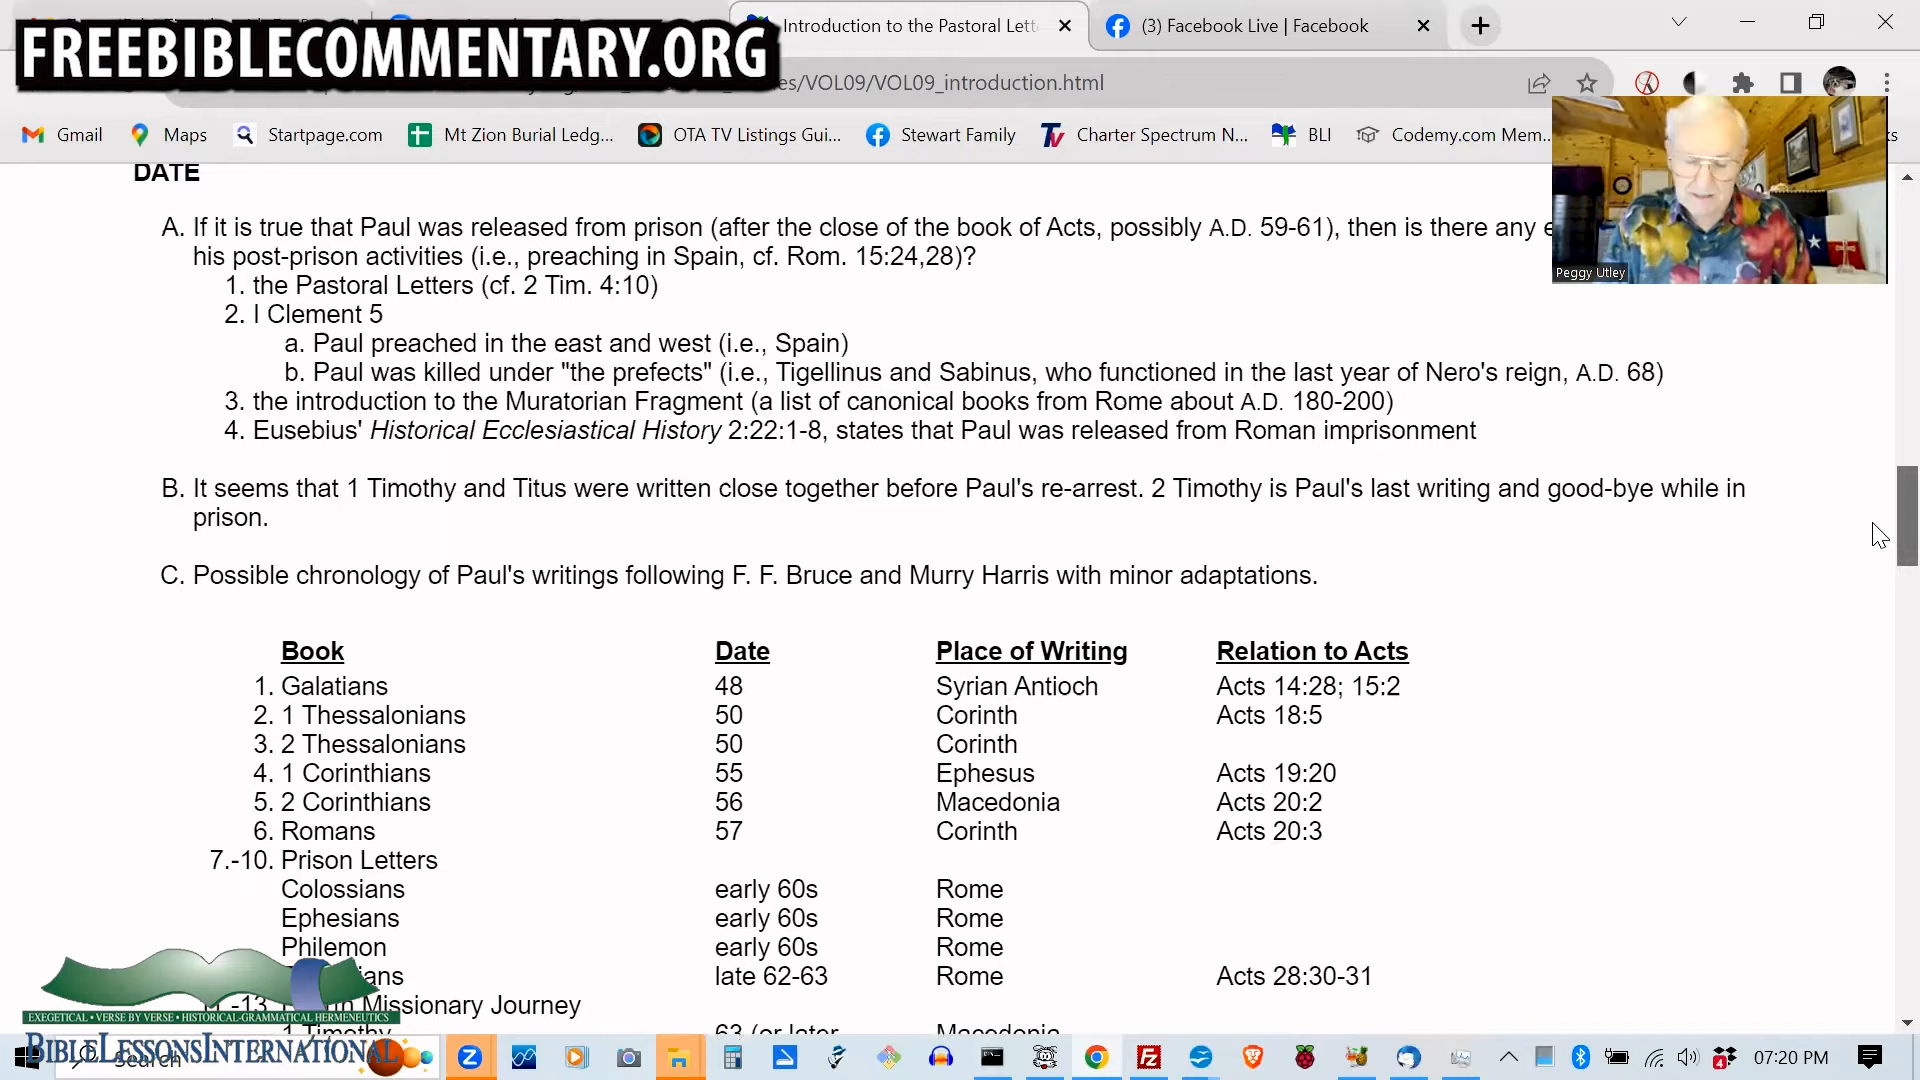 Introduction to the Pastoral Lett
(3) Facebook Live | Facebook
FREEBIBLECOMMENTARY.ORG
es/VOL09/VOL09_introduction.html
Gmail
Maps
Startpage.com
Mt Zion Burial Ledg...
OTA TV Listings Gui...
Stewart Family
Charter Spectrum N...
BLI
Codemy.com Mem...
ks
DATE
A. If it is true that Paul was released from prison (after the close of the book of Acts, possibly A.D. 59-61), then is there any e
his post-prison activities (i.e., preaching in Spain, cf. Rom. 15:24,28)?
Peggy Utley
1. the Pastoral Letters (cf. 2 Tim. 4:10)
2. I Clement 5
a. Paul preached in the east and west (i.e., Spain)
b. Paul was killed under "the prefects" (i.e., Tigellinus and Sabinus, who functioned in the last year of Nero's reign, A.D. 68)
3. the introduction to the Muratorian Fragment (a list of canonical books from Rome about A.D. 180-200)
4. Eusebius' Historical Ecclesiastical History 2:22:1-8, states that Paul was released from Roman imprisonment
B. It seems that 1 Timothy and Titus were written close together before Paul's re-arrest. 2 Timothy is Paul's last writing and good-bye while in
prison.
C. Possible chronology of Paul's writings following F. F. Bruce and Murry Harris with minor adaptations.
Book Date Place of Writing Relation to Acts
1. Galatians 48 Syrian Antioch Acts 14:28; 15:2
2. 1 Thessalonians 50 Corinth Acts 18:5
3. 2 Thessalonians 50 Corinth
4. 1 Corinthians 55 Ephesus Acts 19:20
5. 2 Corinthians 56 Macedonia Acts 20:2
6. Romans 57 Corinth Acts 20:3
7.-10. Prison Letters
Colossians early 60s Rome
Ephesians early 60s Rome
Philemon early 60s Rome
ians late 62-63 Rome Acts 28:30-31
-13 Missionary Journey
1 Timothy 63 (or later Macedonia
EXEGETICAL • VERSE BY VERSE • HISTORICAL-GRAMMATICAL HERMENEUTICS
BIBLELESSONSINTERNATIONAL
Search
4
07:20 PM